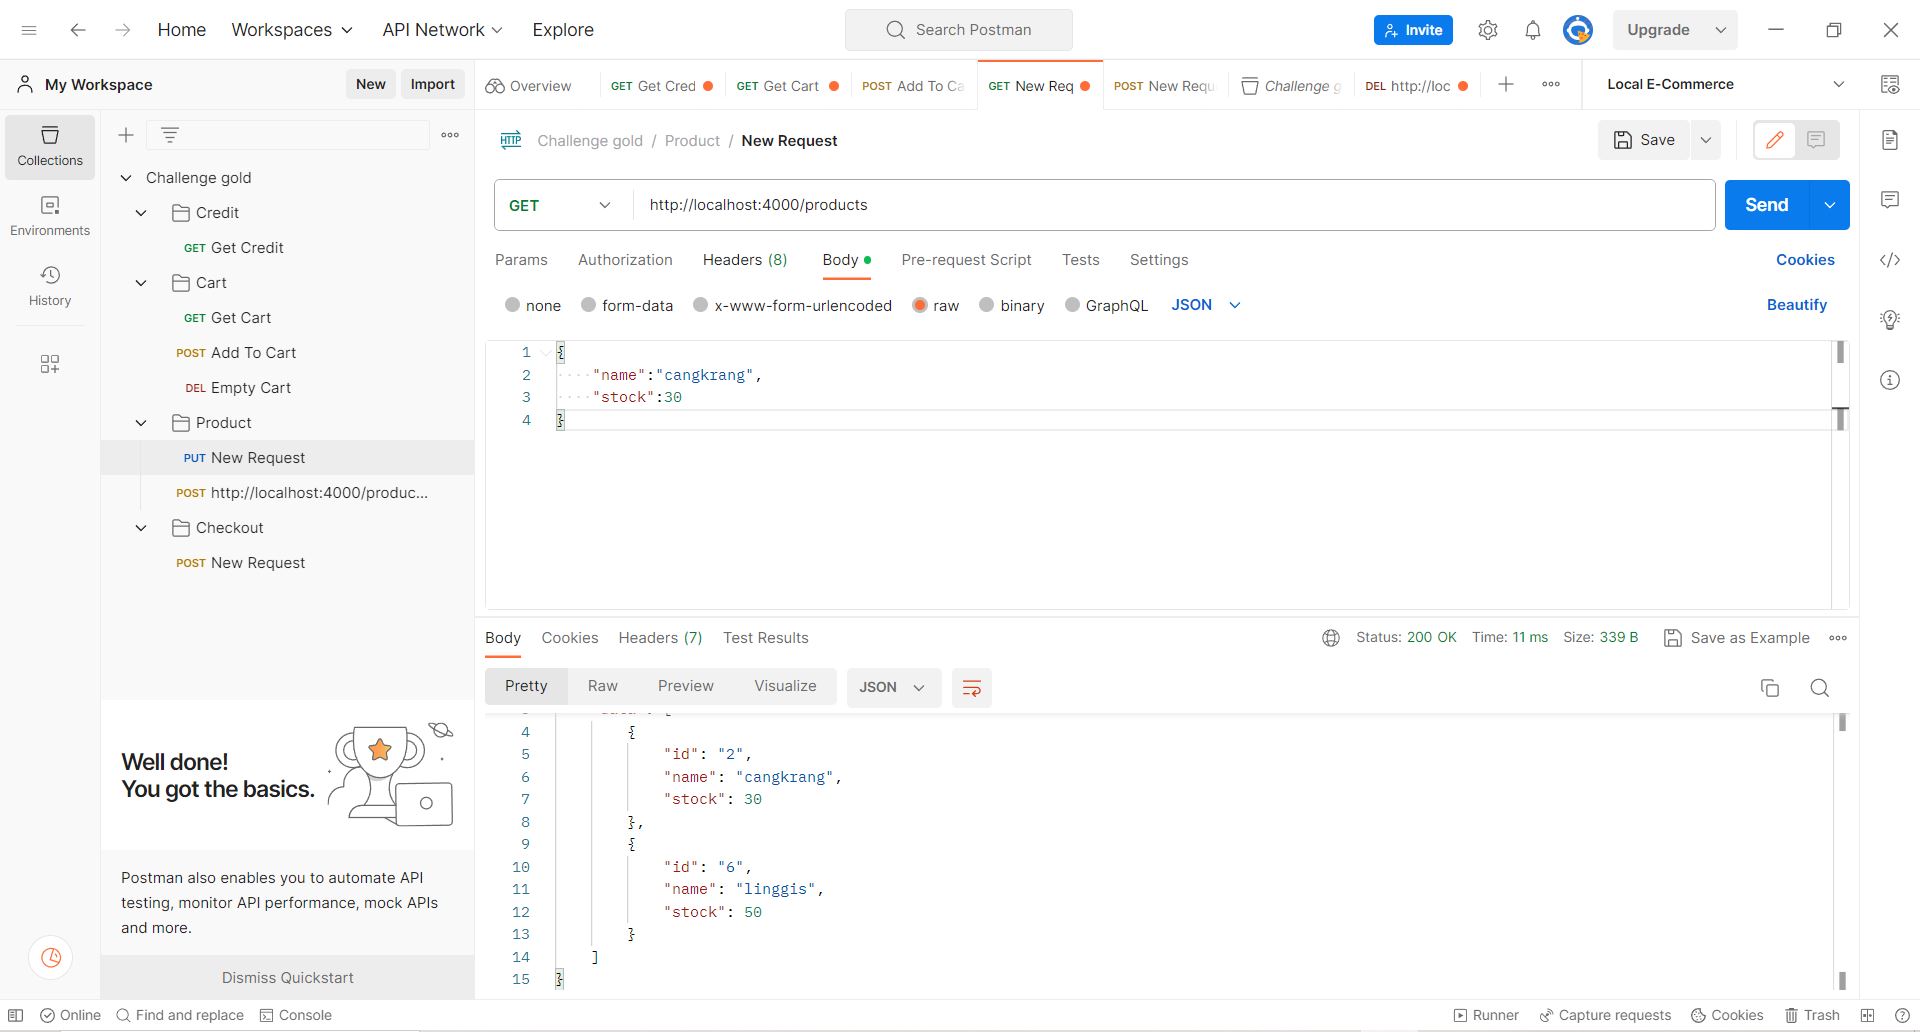 Home Workspaces API Network Explore Search Postman Invite Upgrade
My Workspace New Import
Overview GET Get Cred GET Get Cart POST Add To Ca GET New Req POST New Requ Challenge g DEL http://loc Local E-Commerce
Collections
Environments
History
Challenge gold
Credit
GET Get Credit
Cart
GET Get Cart
POST Add To Cart
DEL Empty Cart
Product
PUT New Request
POST http://localhost:4000/produc...
Checkout
POST New Request
Well done!
You got the basics.
Postman also enables you to automate API
testing, monitor API performance, mock APIs
and more.
Dismiss Quickstart
HTTP Challenge gold / Product / New Request Save
GET http://localhost:4000/products Send
Params Authorization Headers (8) Body Pre-request Script Tests Settings Cookies
none form-data x-www-form-urlencoded raw binary GraphQL JSON Beautify
1 {
2 "name":"cangkrang",
3 "stock":30
4 }
Body Cookies Headers (7) Test Results Status: 200 OK Time: 11 ms Size: 339 B Save as Example
Pretty Raw Preview Visualize JSON
4 {
5 "id": "2",
6 "name": "cangkrang",
7 "stock": 30
8 },
9 {
10 "id": "6",
11 "name": "linggis",
12 "stock": 50
13 }
14 ]
15 }
Online Find and replace Console Runner Capture requests Cookies Trash